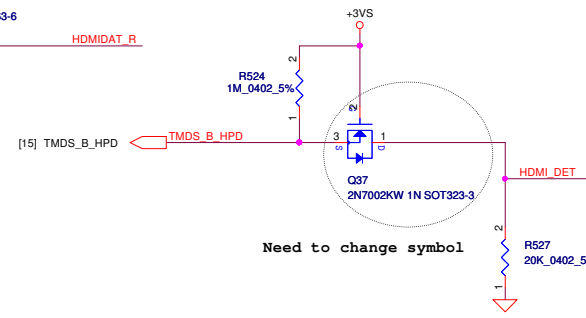 63-6
HDMIDAT_R
+3VS
2
R524
1M_0402_5%
1
2
G
[15] TMDS_B_HPD
TMDS_B_HPD
3
S
1
D
HDMI_DET
Q37
2N7002KW 1N SOT323-3
Need to change symbol
2
R527
20K_0402_5
1